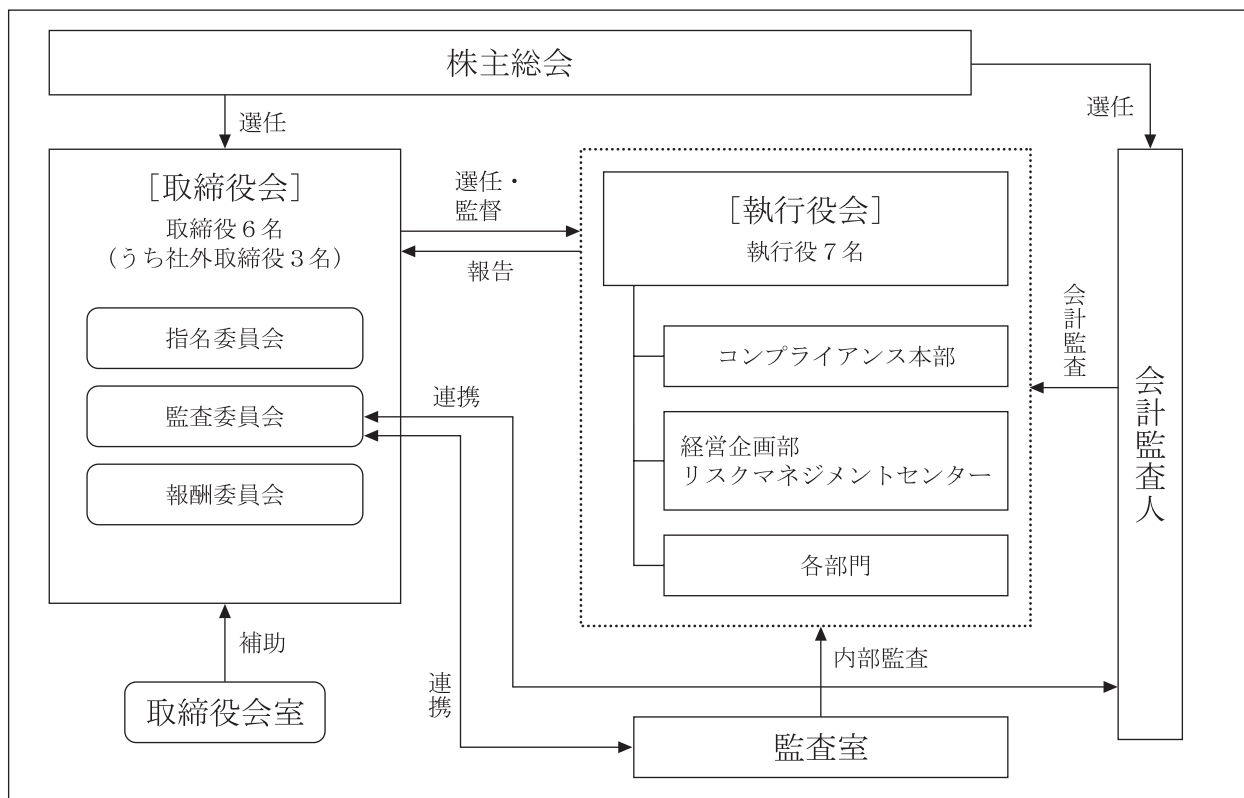 株主総会
選任
選任
［取締役会］
取締役６名
（うち社外取締役３名）
指名委員会
監査委員会
報酬委員会
選任・
監督
報告
［執行役会］
執行役７名
コンプライアンス本部
経営企画部
リスクマネジメントセンター
各部門
会計監査
会計監査人
連携
連携
補助
取締役会室
内部監査
監査室